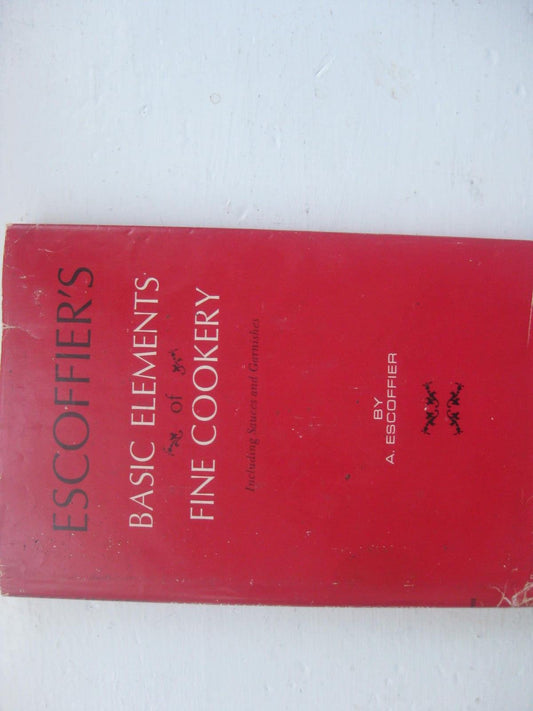 ESCOFFIER'S
BASIC ELEMENTS
of
FINE COOKERY
Including Sauces and Garnishes
BY
A. ESCOFFIER